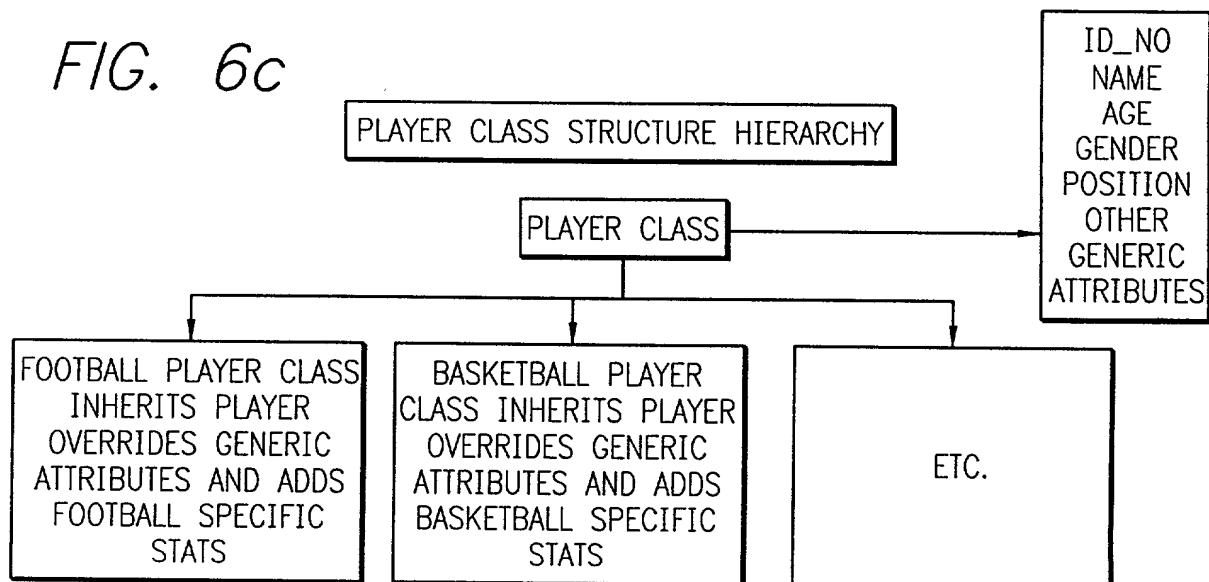 FIG. 6c
PLAYER CLASS STRUCTURE HIERARCHY
ID_NO
NAME
AGE
GENDER
POSITION
OTHER
GENERIC
ATTRIBUTES
PLAYER CLASS
FOOTBALL PLAYER CLASS
INHERITS PLAYER
OVERRIDES GENERIC
ATTRIBUTES AND ADDS
FOOTBALL SPECIFIC
STATS
BASKETBALL PLAYER
CLASS INHERITS PLAYER
OVERRIDES GENERIC
ATTRIBUTES AND ADDS
BASKETBALL SPECIFIC
STATS
ETC.